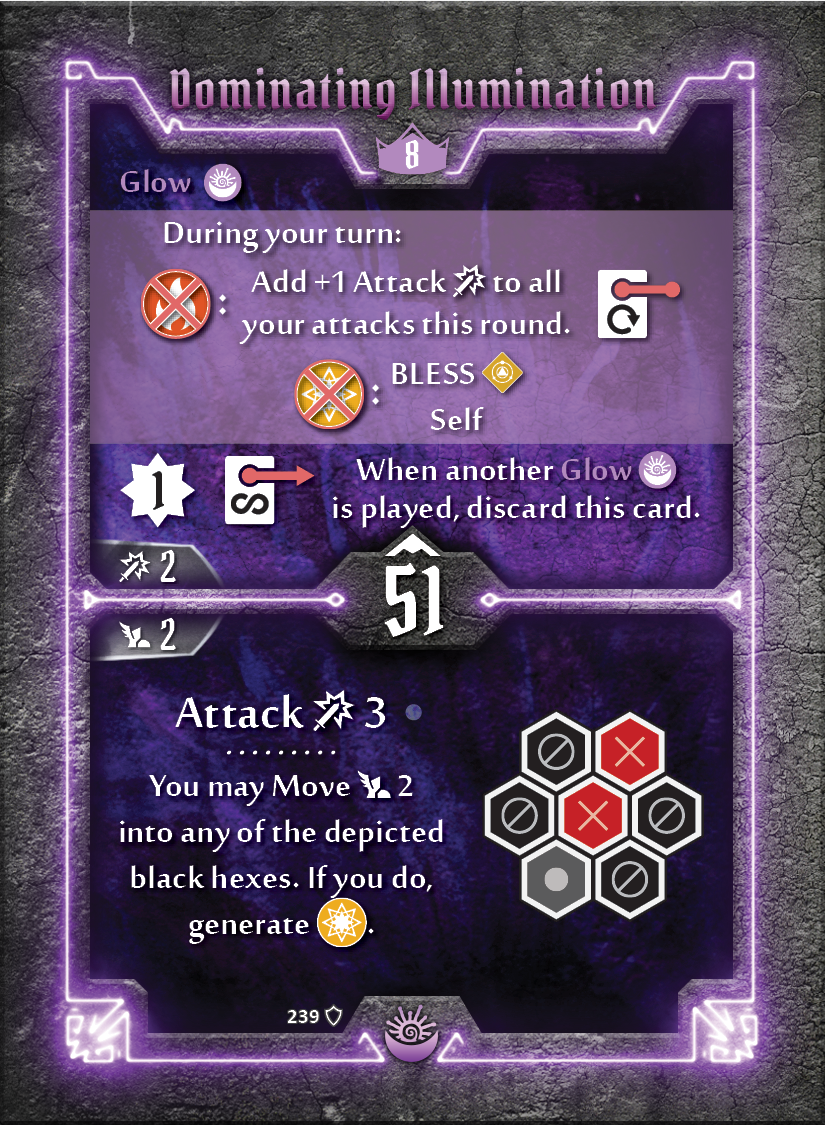 Dominating Illumination
8
Glow
During your turn:
: Add +1 Attack to all
your attacks this round.
: BLESS
Self
1
When another Glow
is played, discard this card.
2
51
2
Attack 3
You may Move 2
into any of the depicted
black hexes. If you do,
generate .
239